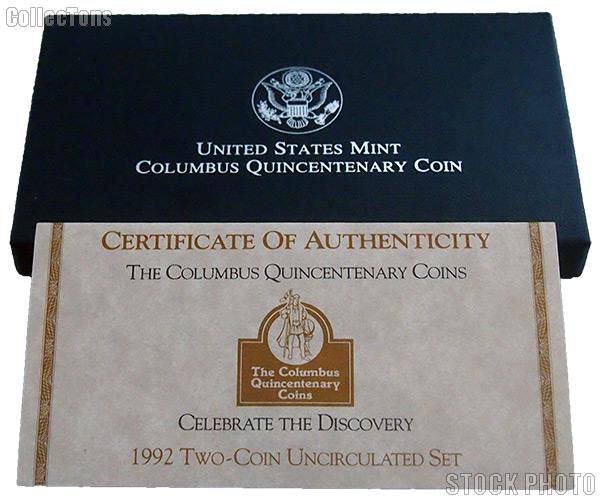 CollecTons
UNITED STATES MINT
COLUMBUS QUINCENTENARY COIN
CERTIFICATE OF AUTHENTICITY
THE COLUMBUS QUINCENTENARY COINS
The Columbus
Quincentenary
Coins
CELEBRATE THE DISCOVERY
1992 TWO-COIN UNCIRCULATED SET
STOCK PHOTO